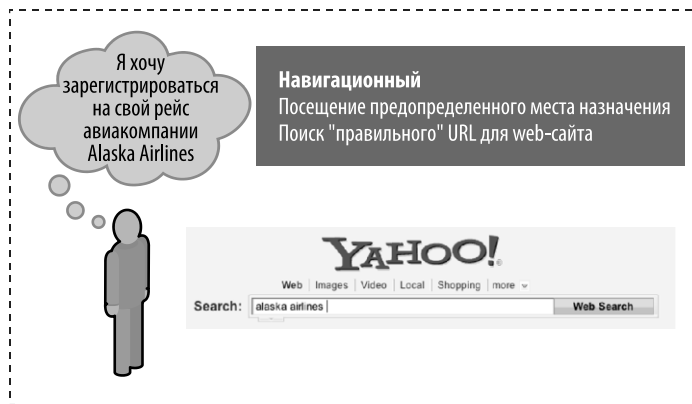 Я хочу
зарегистрироваться
на свой рейс
авиакомпании
Alaska Airlines
Навигационный
Посещение предопределенного места назначения
Поиск "правильного" URL для web-сайта
YAHOO!
Web | Images | Video | Local | Shopping | more
Search: alaska airlines Web Search